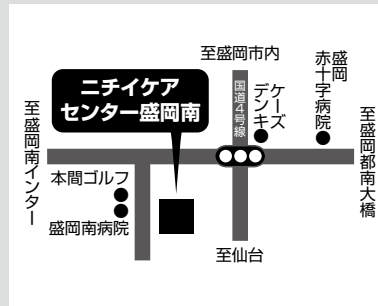 至盛岡市内
盛岡
赤十字病院
ニチイケア
センター盛岡南
国道4号線
ケーズ
デンキ
至盛岡南インター
至盛岡都南大橋
本間ゴルフ
盛岡南病院
至仙台